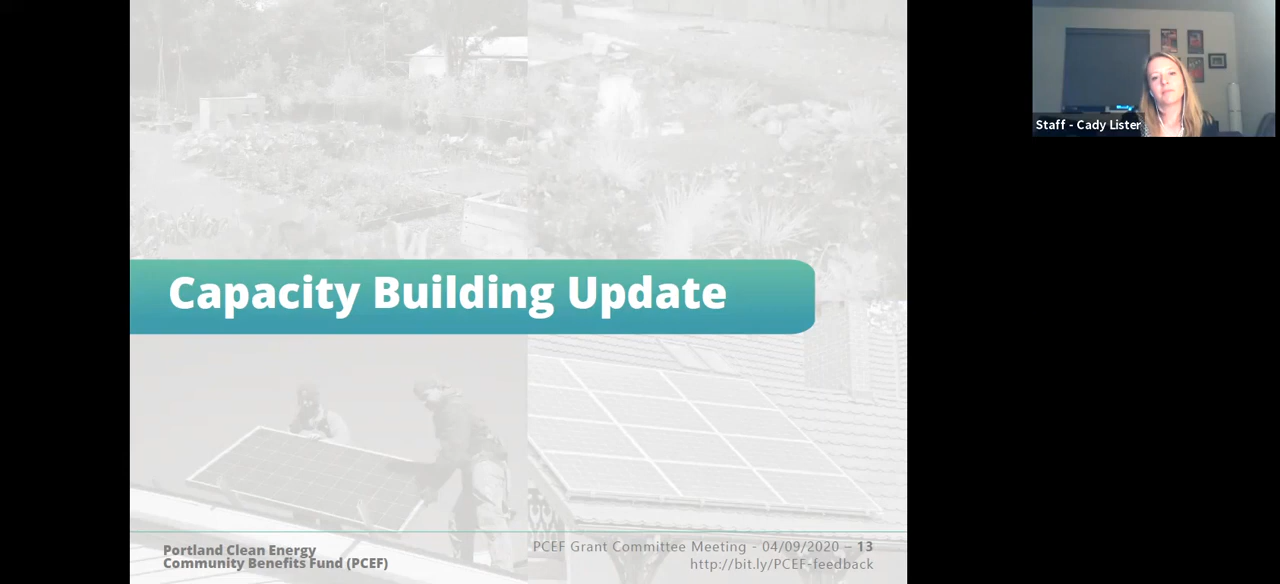 Staff - Cady Lister
Capacity Building Update
Portland Clean Energy
Community Benefits Fund (PCEF)
PCEF Grant Committee Meeting - 04/09/2020 – 13
http://bit.ly/PCEF-feedback